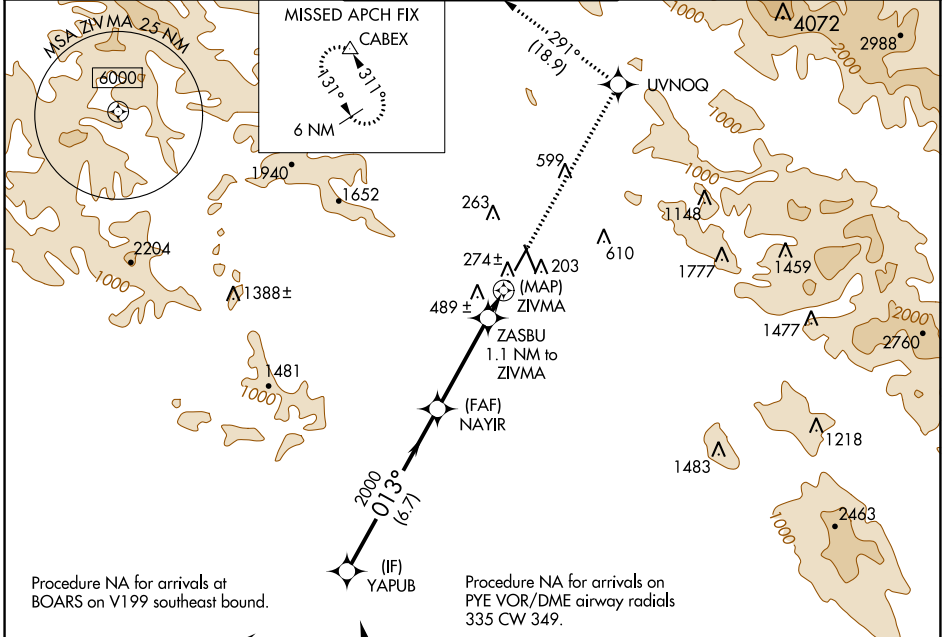 MSA ZIVMA 25 NM
6000
MISSED APCH FIX
CABEX
131°
311°
6 NM
291°
(18.9)
UVNOQ
1000
4072
2988
2000
1000
1000
1940
1652
599
263
1148
610
1777
1459
2204
1000
1388±
274±
203
(MAP)
ZIVMA
489 ±
ZASBU
1.1 NM to
ZIVMA
1477
2000
2760
1481
1000
(FAF)
NAYIR
1218
1483
2000
013°
(6.7)
2463
1000
(IF)
YAPUB
Procedure NA for arrivals at
BOARS on V199 southeast bound.
Procedure NA for arrivals on
PYE VOR/DME airway radials
335 CW 349.